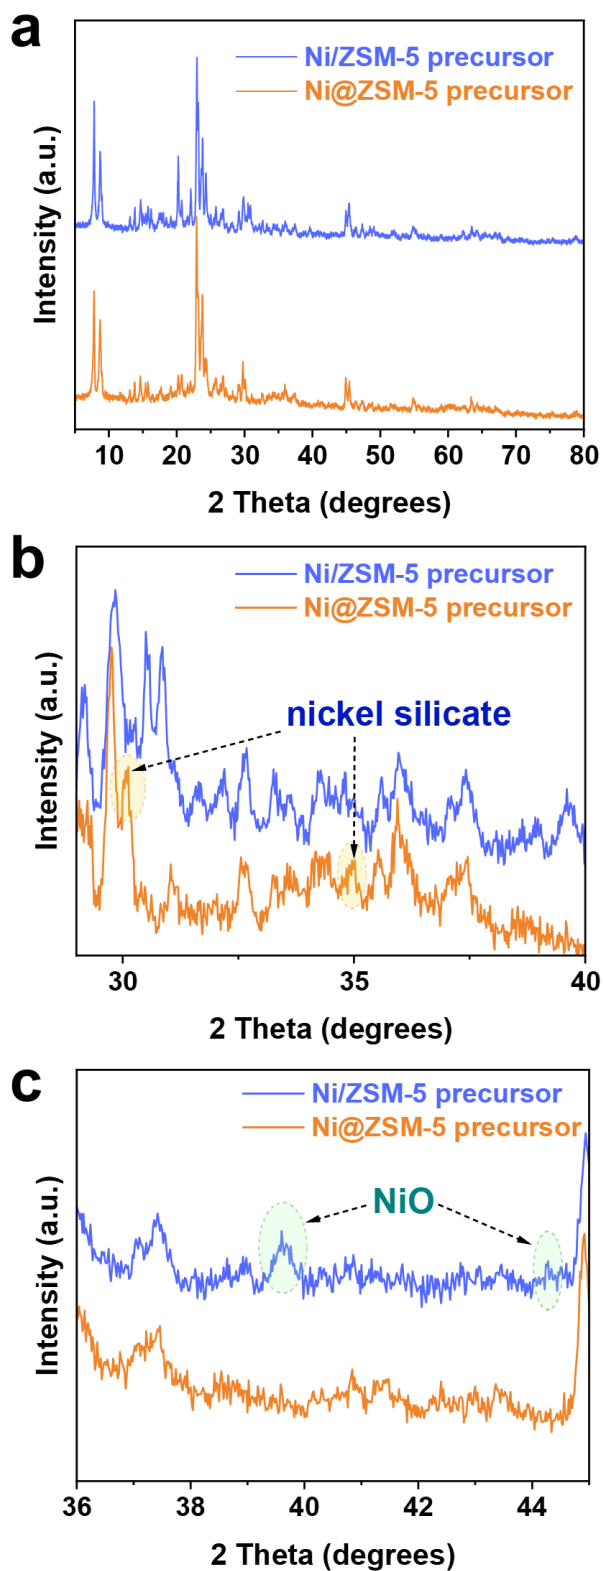 a
Ni/ZSM-5 precursor
Ni@ZSM-5 precursor
Intensity (a.u.)
10 20 30 40 50 60 70 80
2 Theta (degrees)
b
Ni/ZSM-5 precursor
Ni@ZSM-5 precursor
nickel silicate
Intensity (a.u.)
30 35 40
2 Theta (degrees)
c
Ni/ZSM-5 precursor
Ni@ZSM-5 precursor
NiO
Intensity (a.u.)
36 38 40 42 44
2 Theta (degrees)